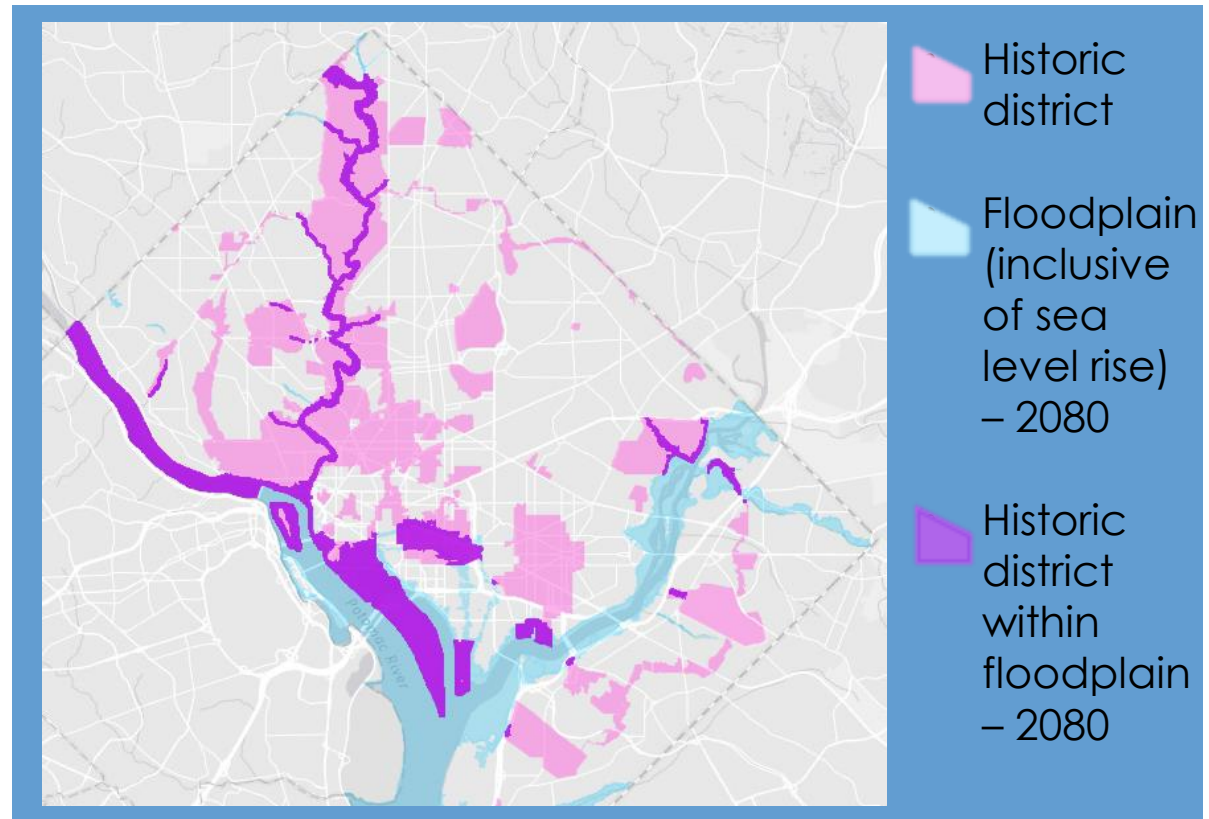 Historic
district
Floodplain
(inclusive
of sea
level rise)
– 2080
Historic
district
within
floodplain
– 2080
Potomac River